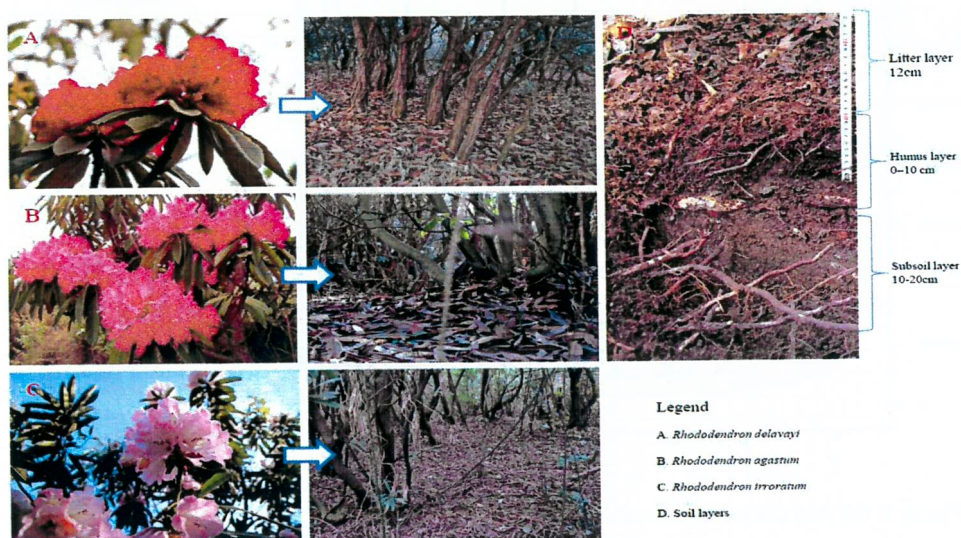 A
B
C
D
Litter layer
12cm
Humus layer
0–10 cm
Subsoil layer
10-20cm
Legend
A. Rhododendron delavayi
B. Rhododendron agastum
C. Rhododendron irroratum
D. Soil layers